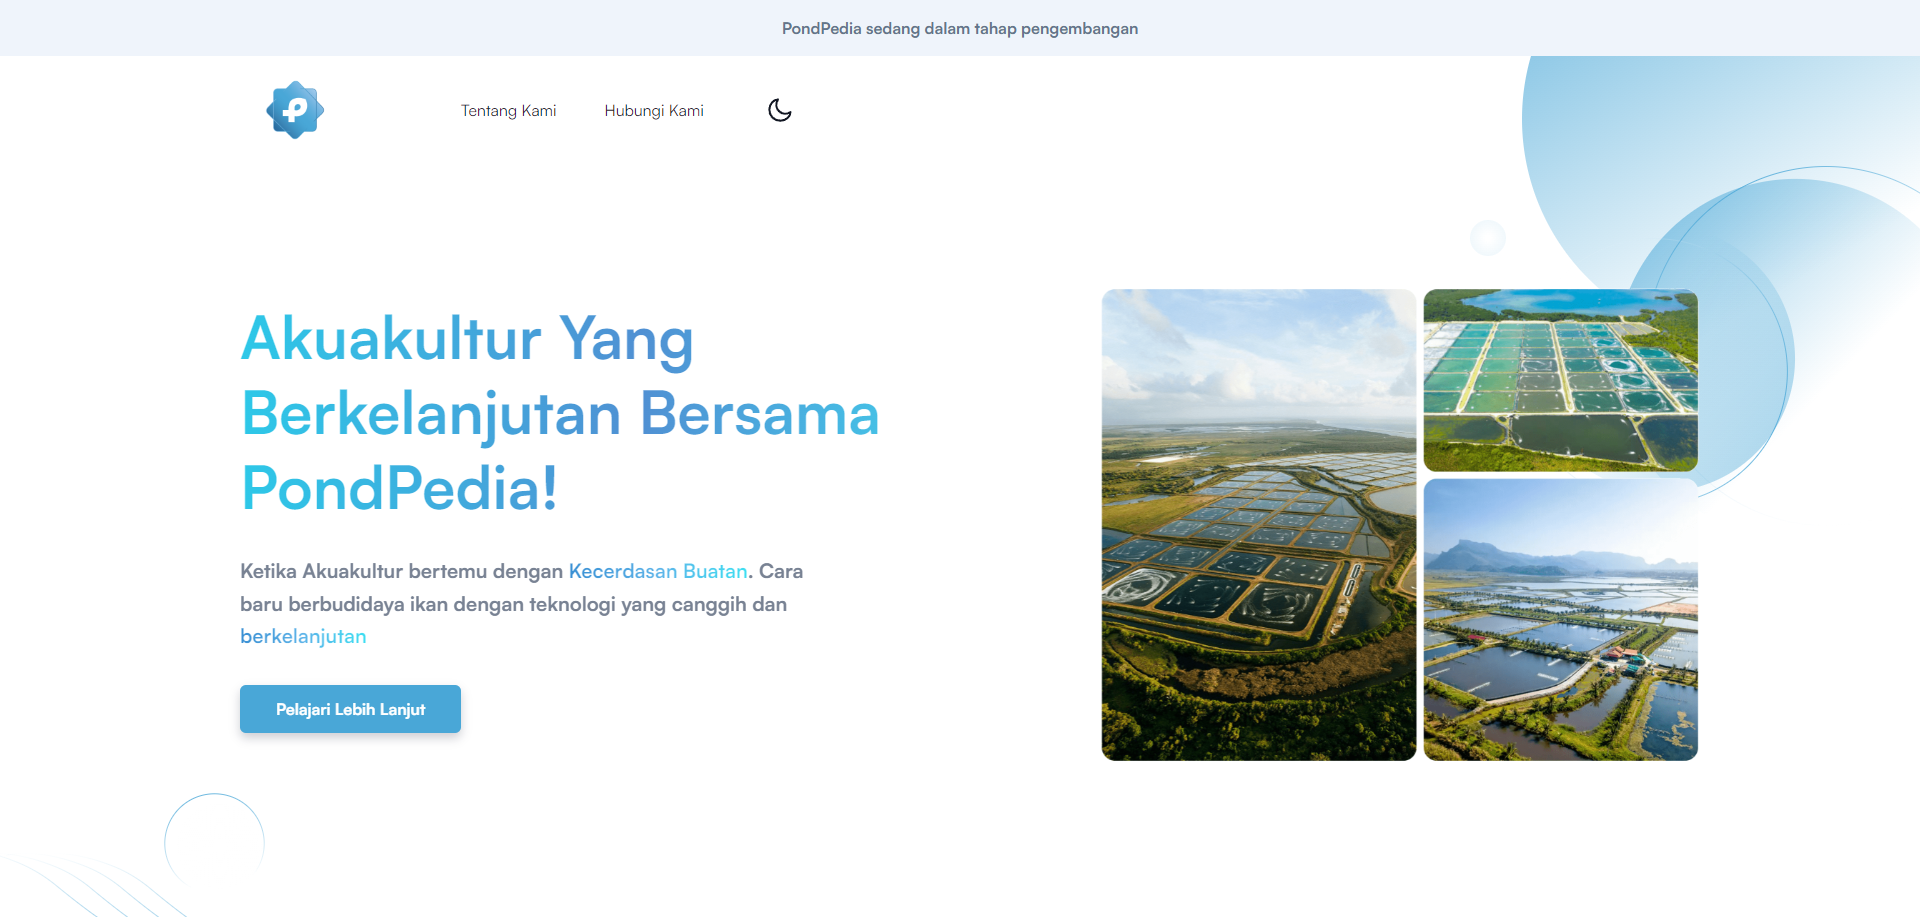 PondPedia sedang dalam tahap pengembangan
Tentang Kami
Hubungi Kami
Akuakultur Yang
Berkelanjutan Bersama
PondPedia!
Ketika Akuakultur bertemu dengan Kecerdasan Buatan. Cara
baru berbudidaya ikan dengan teknologi yang canggih dan
berkelanjutan
Pelajari Lebih Lanjut